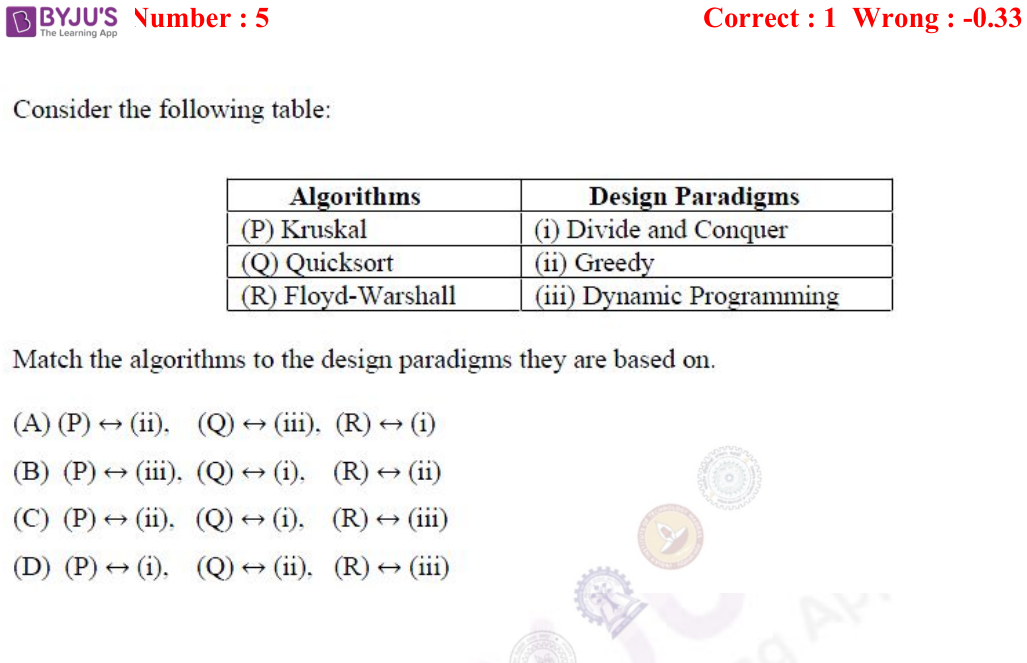 BYJU'S
The Learning App
Number : 5 Correct : 1 Wrong : -0.33
Consider the following table:
Algorithms Design Paradigms
(P) Kruskal (i) Divide and Conquer
(Q) Quicksort (ii) Greedy
(R) Floyd-Warshall (iii) Dynamic Programming
Match the algorithms to the design paradigms they are based on.
(A) (P) ↔ (ii), (Q) ↔ (iii), (R) ↔ (i)
(B) (P) ↔ (iii), (Q) ↔ (i), (R) ↔ (ii)
(C) (P) ↔ (ii), (Q) ↔ (i), (R) ↔ (iii)
(D) (P) ↔ (i), (Q) ↔ (ii), (R) ↔ (iii)